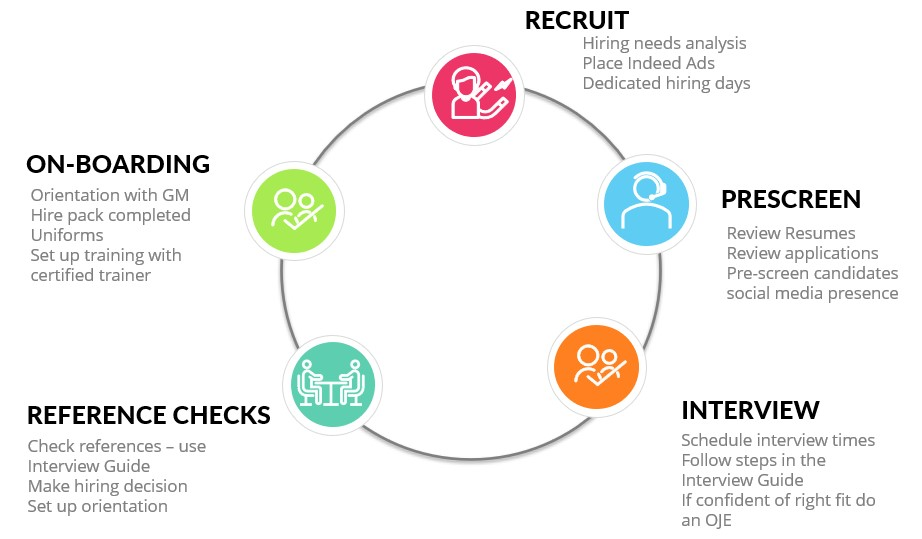 RECRUIT
Hiring needs analysis
Place Indeed Ads
Dedicated hiring days
PRESCREEN
Review Resumes
Review applications
Pre-screen candidates
social media presence
INTERVIEW
Schedule interview times
Follow steps in the
Interview Guide
If confident of right fit do
an OJE
REFERENCE CHECKS
Check references – use
Interview Guide
Make hiring decision
Set up orientation
ON-BOARDING
Orientation with GM
Hire pack completed
Uniforms
Set up training with
certified trainer